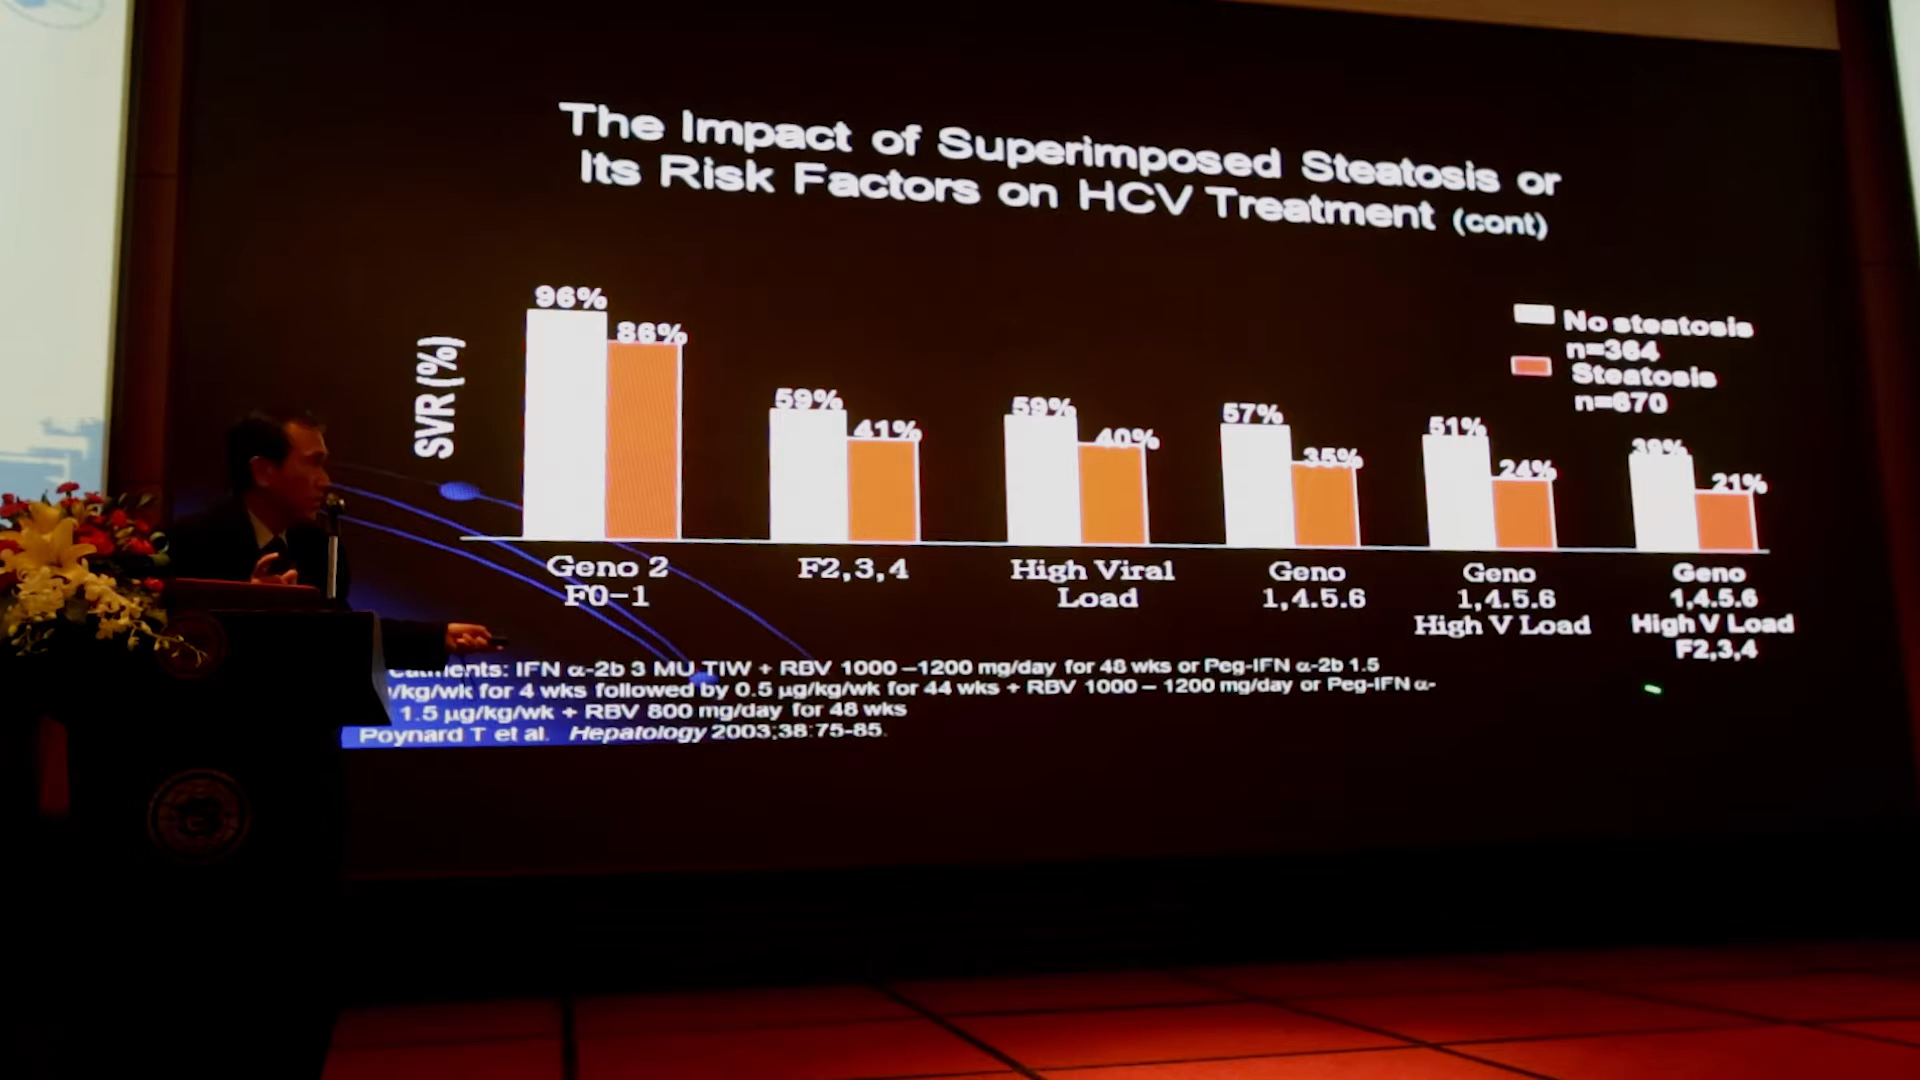 The Impact of Superimposed Steatosis or
Its Risk Factors on HCV Treatment (cont)
SVR (%)
96%
86%
59%
41%
59%
40%
57%
35%
51%
24%
39%
21%
No steatosis
n=364
Steatosis
n=670
Geno 2
F0-1
F2,3,4
High Viral
Load
Geno
1,4.5.6
Geno
1,4.5.6
High V Load
Geno
1,4.5.6
High V Load
F2,3,4
IFN α-2b 3 MU TIW + RBV 1000 –1200 mg/day for 48 wks or Peg-IFN α-2b 1.5
/kg/wk for 4 wks followed by 0.5 µg/kg/wk for 44 wks + RBV 1000 – 1200 mg/day or Peg-IFN α-
1.5 µg/kg/wk + RBV 800 mg/day for 48 wks
Poynard T et al. Hepatology 2003;38:75-85.